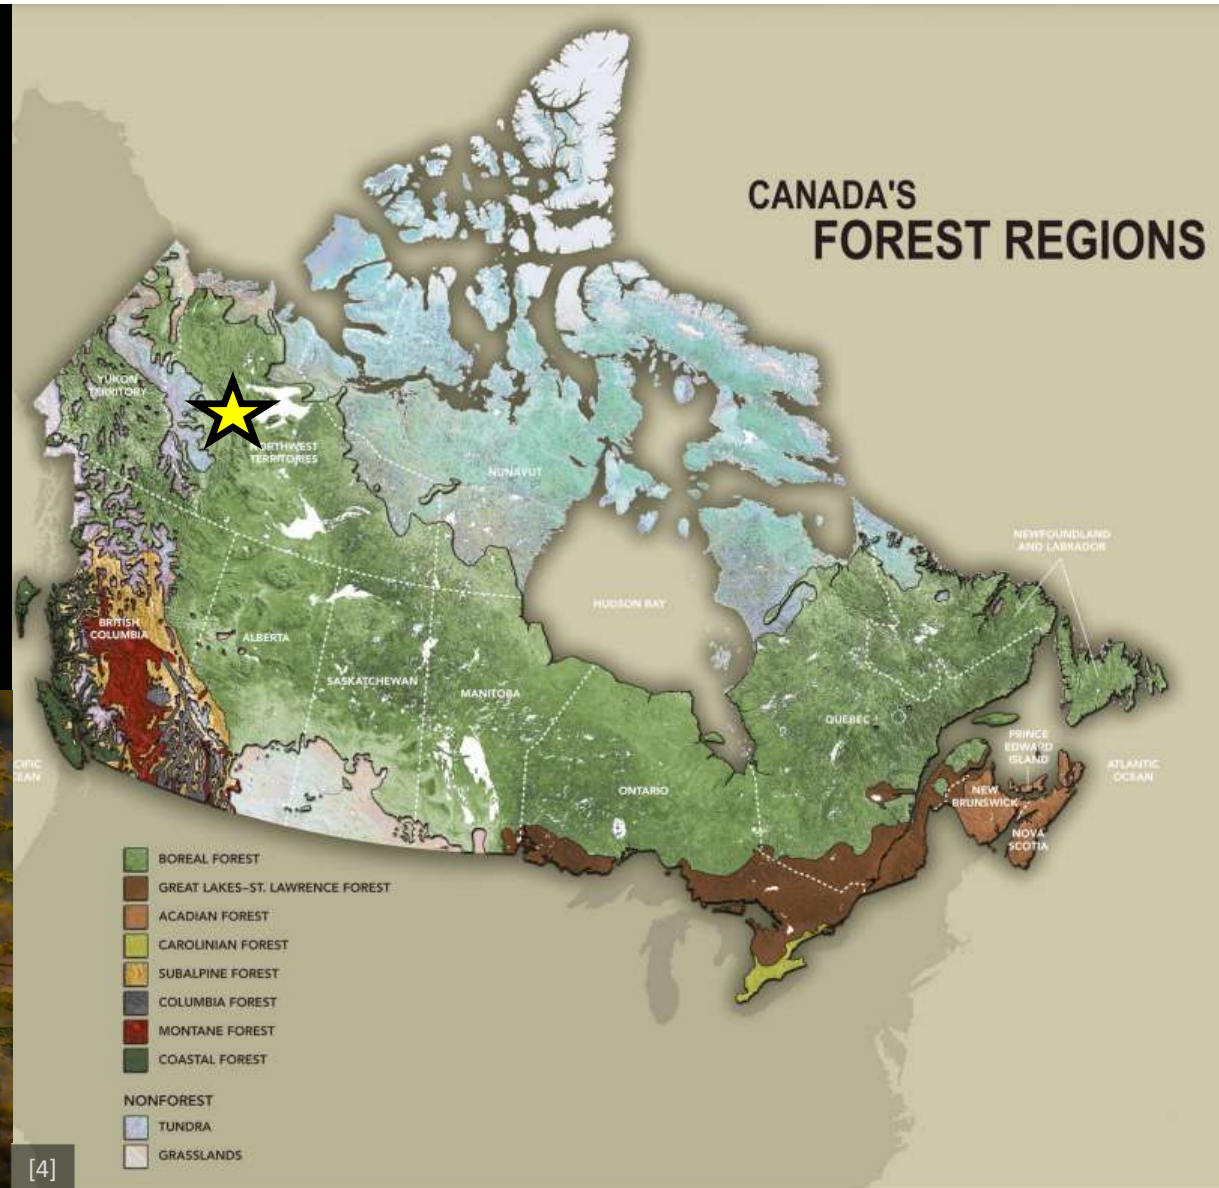 CANADA'S
FOREST REGIONS
YUKON
TERRITORY
NORTHWEST
TERRITORIES
NUNAVUT
NEWFOUNDLAND
AND LABRADOR
HUDSON BAY
BRITISH
COLUMBIA
ALBERTA
SASKATCHEWAN
MANITOBA
QUEBEC
PRINCE
EDWARD
ISLAND
CIFIC
EAN
ATLANTIC
OCEAN
ONTARIO
NEW
BRUNSWICK
NOVA
SCOTIA
BOREAL FOREST
GREAT LAKES–ST. LAWRENCE FOREST
ACADIAN FOREST
CAROLINIAN FOREST
SUBALPINE FOREST
COLUMBIA FOREST
MONTANE FOREST
COASTAL FOREST
NONFOREST
TUNDRA
GRASSLANDS
[4]